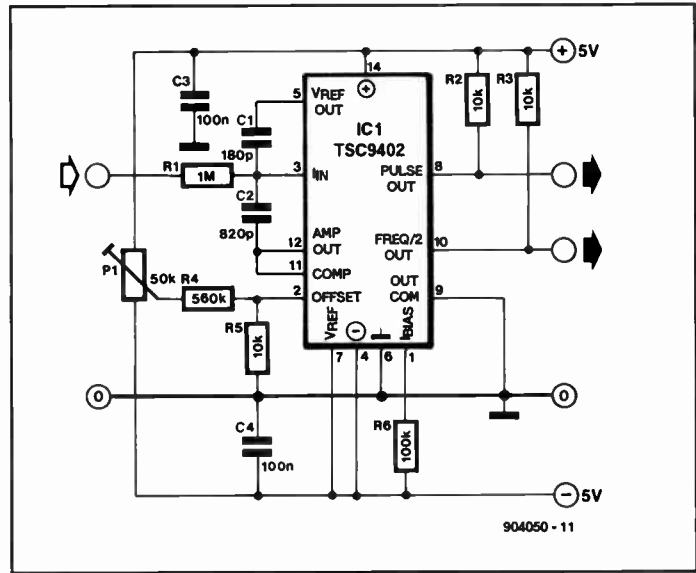 + 5V
14
C3
100n
R2
10k
R3
10k
5
VREF
OUT
+
C1
180p
IC1
TSC9402
R1
1M
3
IIN
PULSE
OUT
8
C2
820p
12
AMP
OUT
FREQ/2
OUT
10
11
COMP
P1
50k
R4
560k
2
OFFSET
OUT
COM
9
R5
10k
VREF
−
⊥
IBIAS
7
4
6
1
0
0
C4
100n
R6
100k
− 5V
904050 - 11